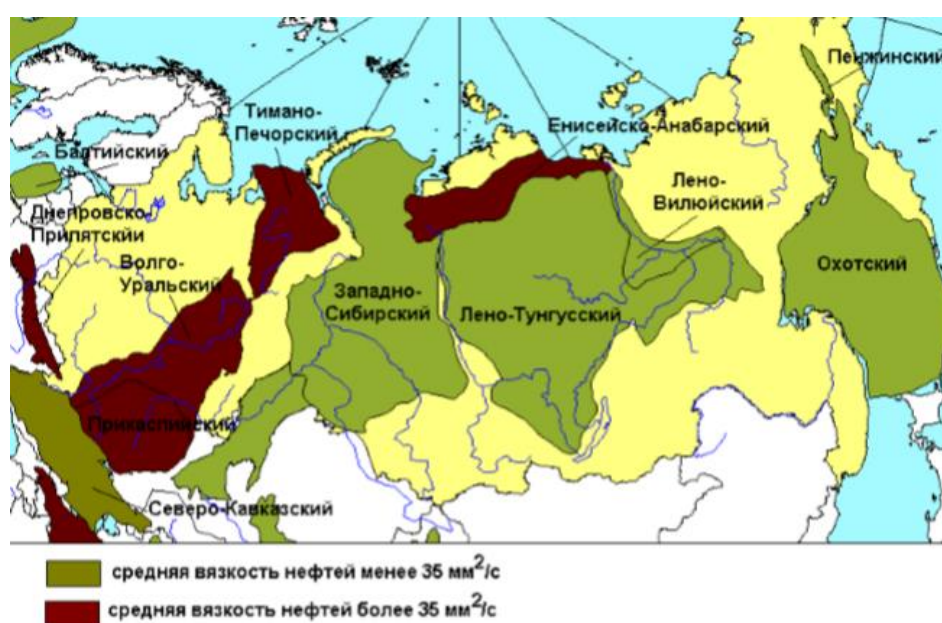 Пенжинский
Тимано-
Печорский
Енисейско-Анабарский
Балтийский
Лено-
Вилюйский
Днепровско-
Припятскйи
Волго-
Уральский
Охотский
Западно-
Сибирский
Лено-Тунгусский
Прикаспийский
Северо-Кавказский
средняя вязкость нефтей менее 35 мм²/с
средняя вязкость нефтей более 35 мм²/с